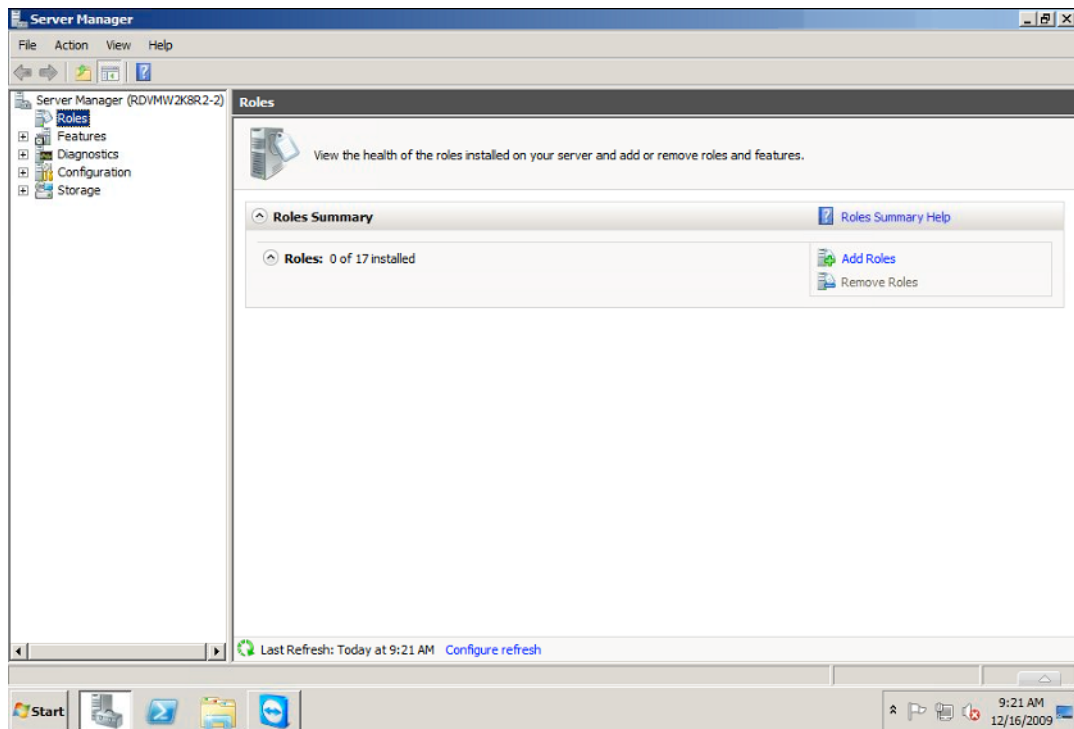 Server Manager
File Action View Help
Server Manager (RDVMW2K8R2-2)
Roles
Features
Diagnostics
Configuration
Storage
Roles
View the health of the roles installed on your server and add or remove roles and features.
Roles Summary
Roles Summary Help
Roles: 0 of 17 installed
Add Roles
Remove Roles
Last Refresh: Today at 9:21 AM Configure refresh
Start
9:21 AM
12/16/2009